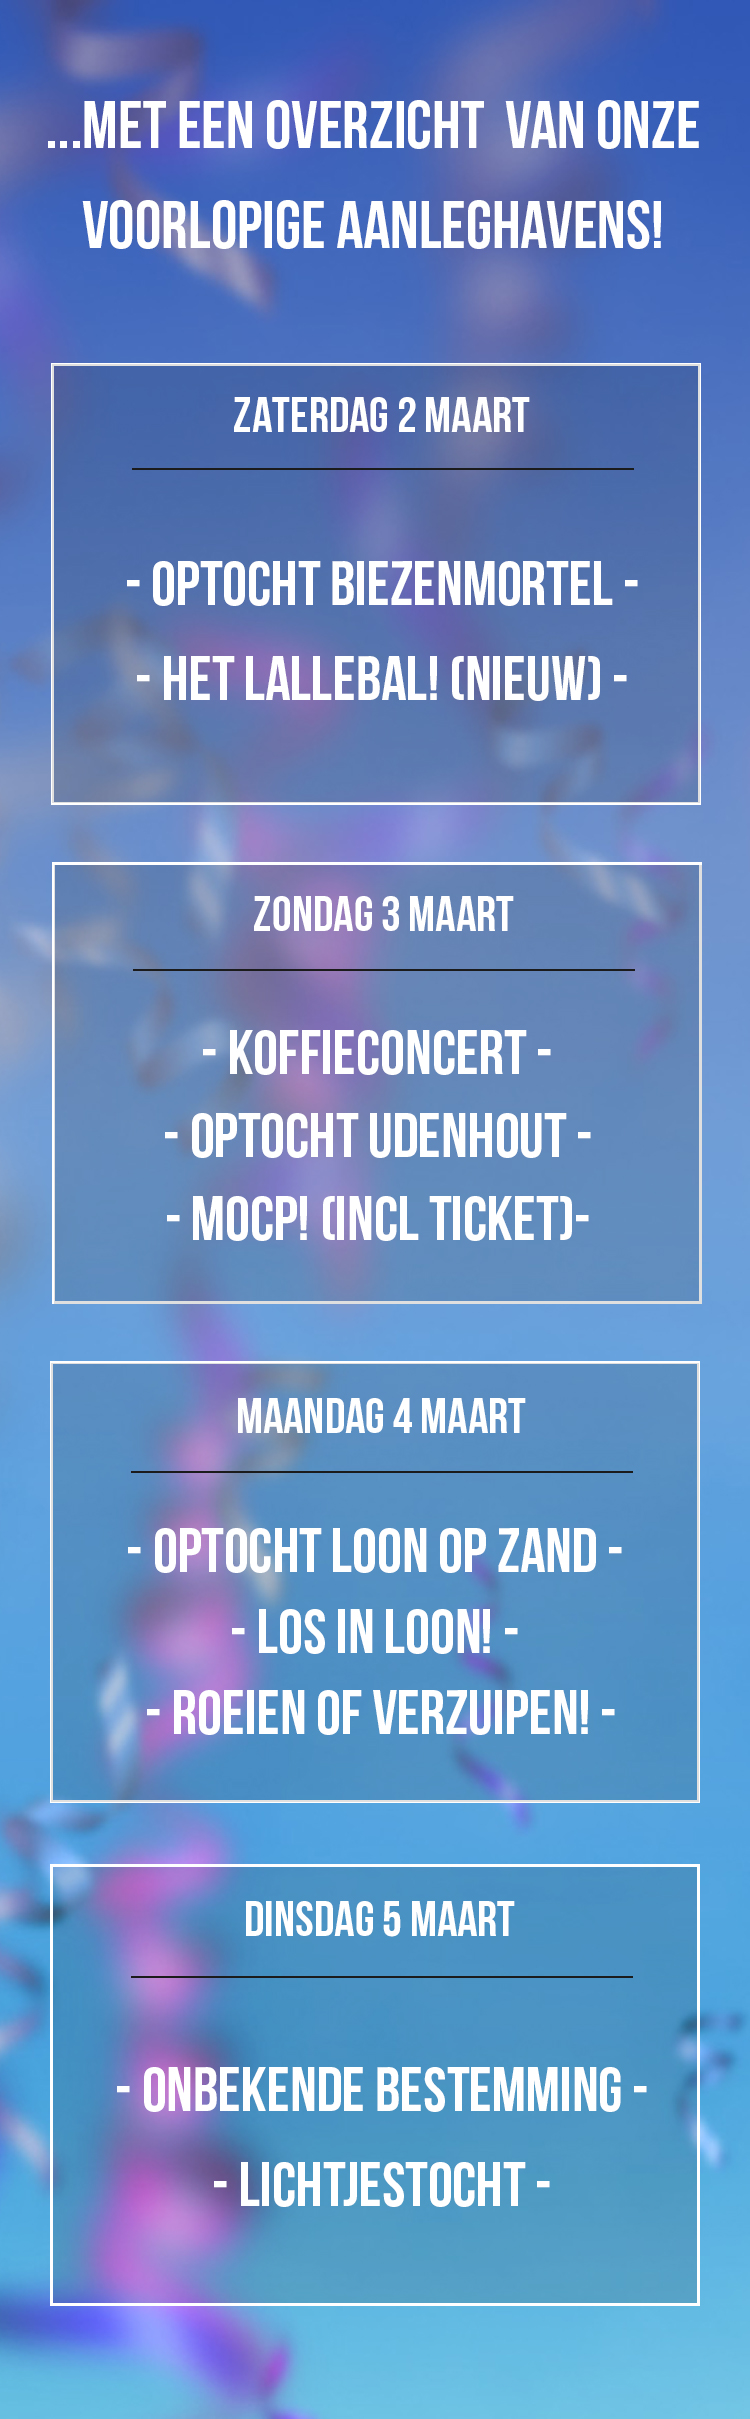 ...MET EEN OVERZICHT VAN ONZE
VOORLOPIGE AANLEGHAVENS!
ZATERDAG 2 MAART
- OPTOCHT BIEZENMORTEL -
- HET LALLEBAL! (NIEUW) -
ZONDAG 3 MAART
- KOFFIECONCERT -
- OPTOCHT UDENHOUT -
- MOCP! (INCL TICKET)-
MAANDAG 4 MAART
- OPTOCHT LOON OP ZAND -
- LOS IN LOON! -
- ROEIEN OF VERZUIPEN! -
DINSDAG 5 MAART
- ONBEKENDE BESTEMMING -
- LICHTJESTOCHT -